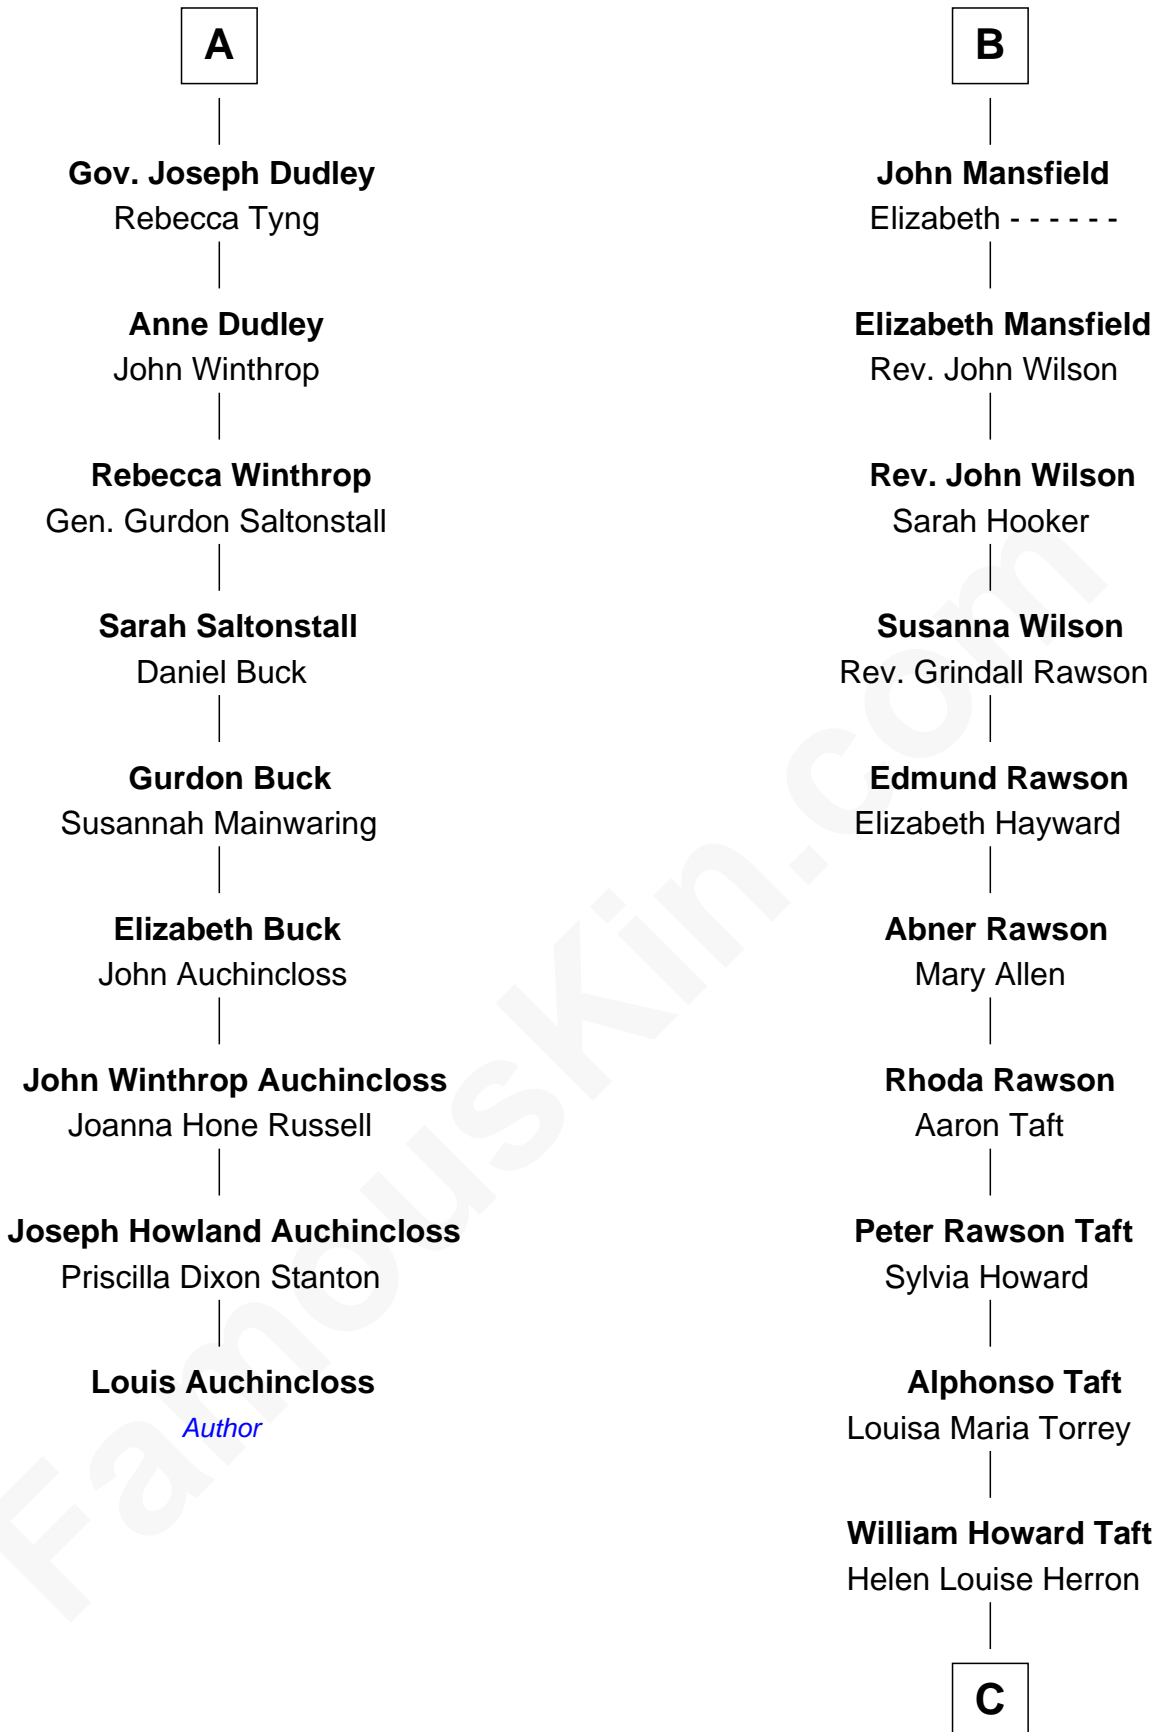 A
Gov. Joseph Dudley
Rebecca Tyng
Anne Dudley
John Winthrop
Rebecca Winthrop
Gen. Gurdon Saltonstall
Sarah Saltonstall
Daniel Buck
Gurdon Buck
Susannah Mainwaring
Elizabeth Buck
John Auchincloss
John Winthrop Auchincloss
Joanna Hone Russell
Joseph Howland Auchincloss
Priscilla Dixon Stanton
Louis Auchincloss
Author
B
John Mansfield
Elizabeth - - - - - -
Elizabeth Mansfield
Rev. John Wilson
Rev. John Wilson
Sarah Hooker
Susanna Wilson
Rev. Grindall Rawson
Edmund Rawson
Elizabeth Hayward
Abner Rawson
Mary Allen
Rhoda Rawson
Aaron Taft
Peter Rawson Taft
Sylvia Howard
Alphonso Taft
Louisa Maria Torrey
William Howard Taft
Helen Louise Herron
C
FamousKin.com